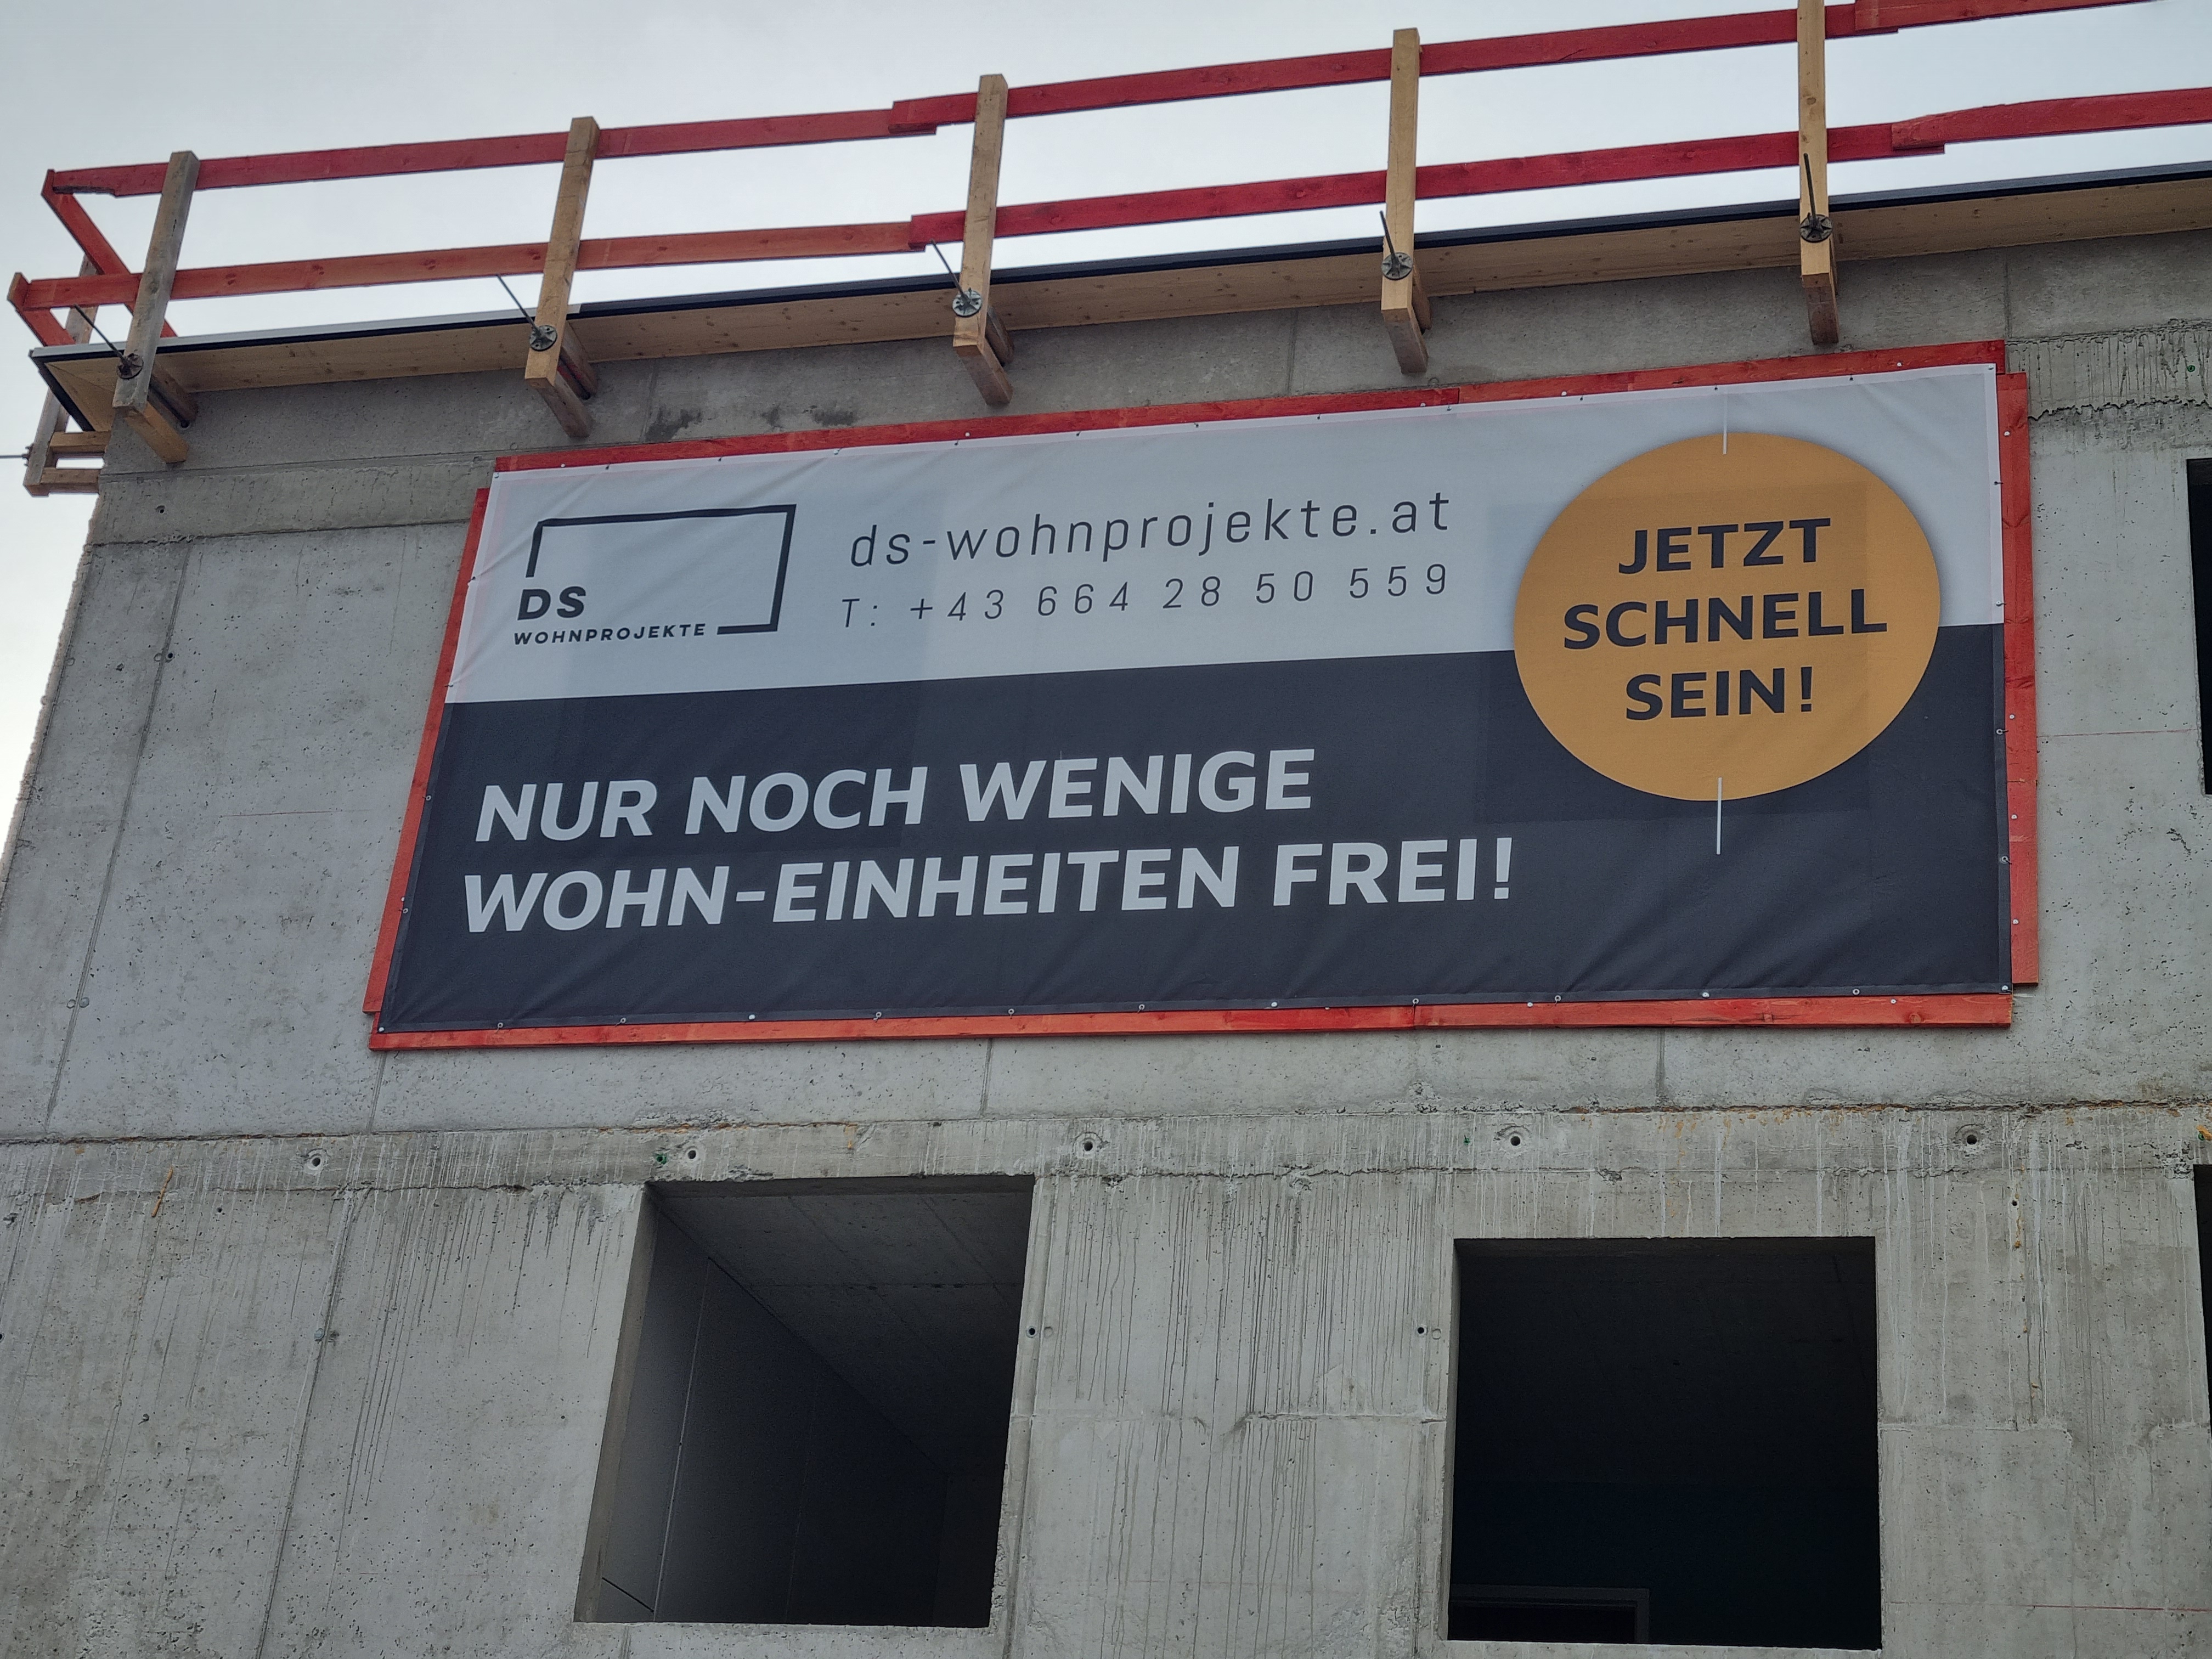 DS
WOHNPROJEKTE
ds-wohnprojekte.at
T: +43 664 28 50 559
JETZT
SCHNELL
SEIN!
NUR NOCH WENIGE
WOHN-EINHEITEN FREI!